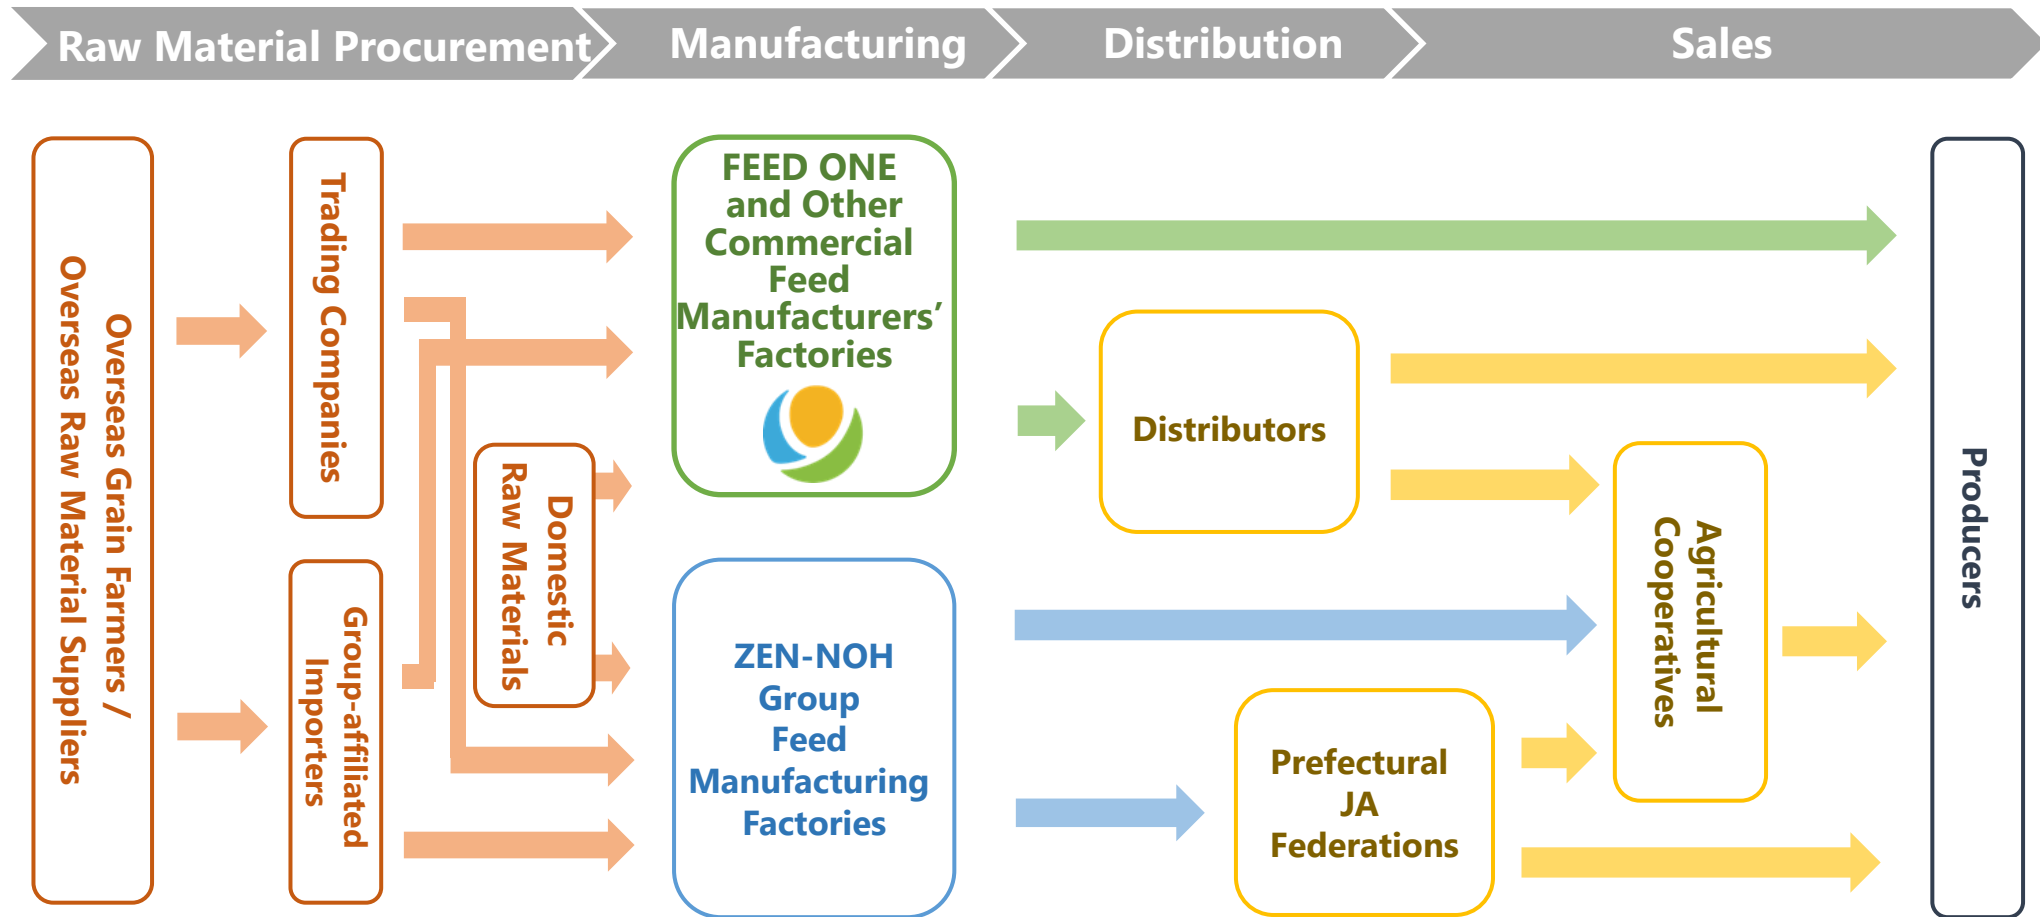 Raw Material Procurement
Manufacturing
Distribution
Sales
Overseas Grain Farmers /
Overseas Raw Material Suppliers
Trading Companies
Group-affiliated
Importers
Domestic
Raw Materials
FEED ONE
and Other
Commercial
Feed
Manufacturers’
Factories
ZEN-NOH
Group
Feed
Manufacturing
Factories
Distributors
Prefectural
JA
Federations
Agricultural
Cooperatives
Producers